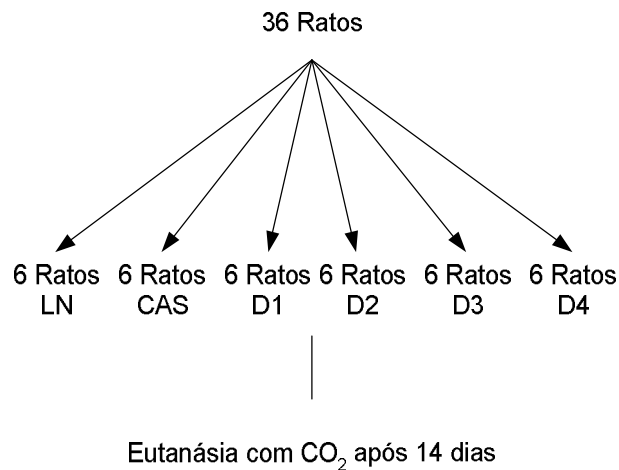 36 Ratos
6 Ratos 6 Ratos 6 Ratos 6 Ratos 6 Ratos 6 Ratos
LN CAS D1 D2 D3 D4
Eutanásia com CO₂ após 14 dias